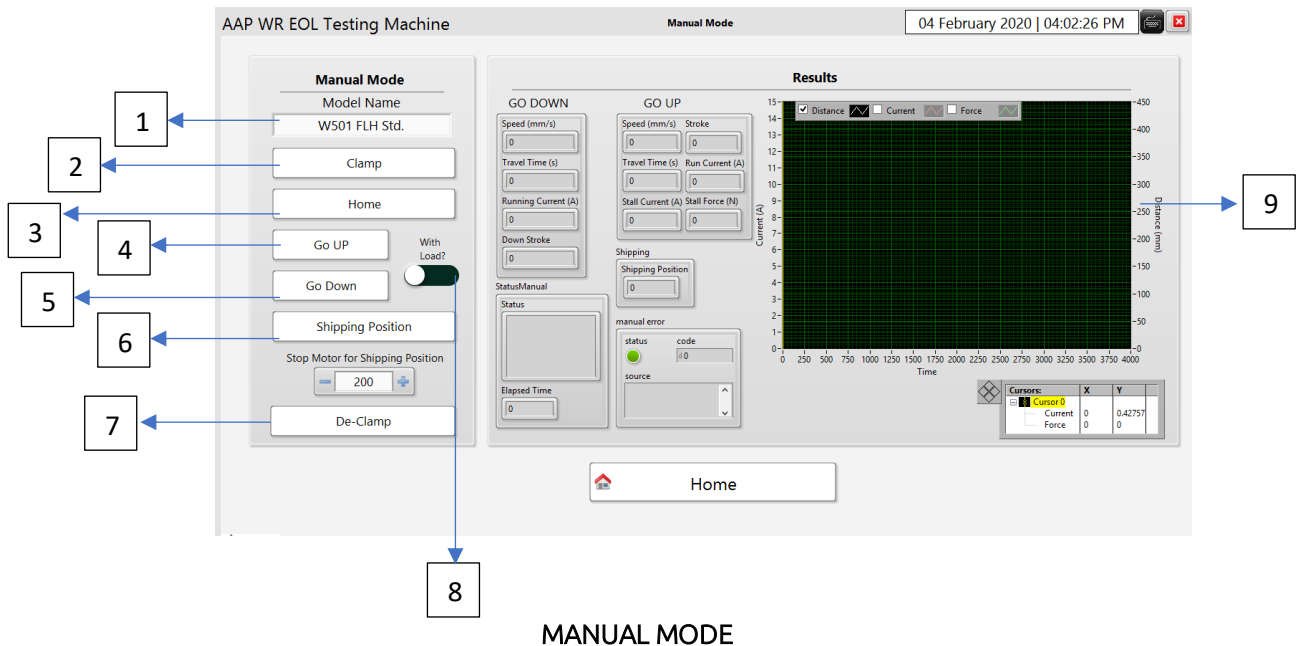 AAP WR EOL Testing Machine
Manual Mode
04 February 2020 | 04:02:26 PM
Manual Mode
Model Name
W501 FLH Std.
Clamp
Home
Go UP
With
Load?
Go Down
Shipping Position
Stop Motor for Shipping Position
200
De-Clamp
1
2
3
4
5
6
7
8
9
Results
GO DOWN
Speed (mm/s)
0
Travel Time (s)
0
Running Current (A)
0
Down Stroke
0
StatusManual
Status
Elapsed Time
0
GO UP
Speed (mm/s) Stroke
0 0
Travel Time (s) Run Current (A)
0 0
Stall Current (A) Stall Force (N)
0 0
Shipping
Shipping Position
0
manual error
status code
d 0
source
Distance Current Force
Current (A)
15
14
13
12
11
10
9
8
7
6
5
4
3
2
1
0
450
400
350
300
250
200
150
100
50
0
Distance (mm)
0 250 500 750 1000 1250 1500 1750 2000 2250 2500 2750 3000 3250 3500 3750 4000
Time
Cursors: X Y
Cursor 0
Current 0 0.42757
Force 0 0
Home
MANUAL MODE